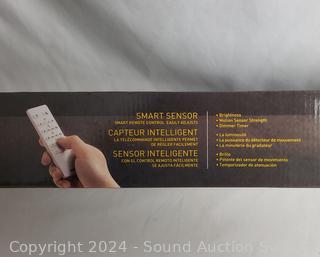 SMART SENSOR
SMART REMOTE CONTROL EASILY ADJUSTS
• Brightness
• Motion Sensor Strength
• Dimmer Timer
CAPTEUR INTELLIGENT
LA TÉLÉCOMMANDE INTELLIGENTE PERMET
DE RÉGLER FACILEMENT
• La luminosité
• La puissance du détecteur de mouvement
• La minuterie du gradateur
SENSOR INTELIGENTE
CON EL CONTROL REMOTO INTELIGENTE
SE AJUSTA FÁCILMENTE
• Brillo
• Potente del sensor de movimiento
• Temporizador de atenuación
Copyright 2024 - Sound Auction